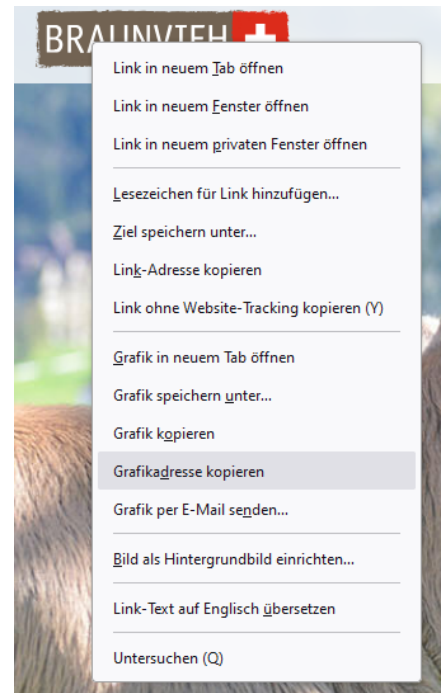 BRAUNVIEH
Link in neuem Tab öffnen
Link in neuem Fenster öffnen
Link in neuem privaten Fenster öffnen
Lesezeichen für Link hinzufügen...
Ziel speichern unter...
Link-Adresse kopieren
Link ohne Website-Tracking kopieren (Y)
Grafik in neuem Tab öffnen
Grafik speichern unter...
Grafik kopieren
Grafikadresse kopieren
Grafik per E-Mail senden...
Bild als Hintergrundbild einrichten...
Link-Text auf Englisch übersetzen
Untersuchen (Q)